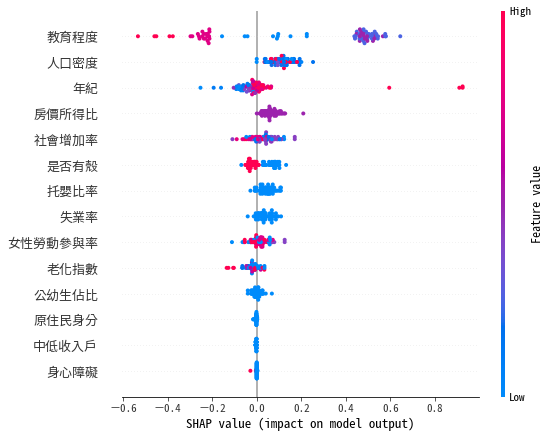 教育程度
人口密度
年紀
房價所得比
社會增加率
是否有殼
托嬰比率
失業率
女性勞動參與率
老化指數
公幼生佔比
原住民身分
中低收入戶
身心障礙
−0.6 −0.4 −0.2 0.0 0.2 0.4 0.6 0.8
SHAP value (impact on model output)
High
Feature value
Low